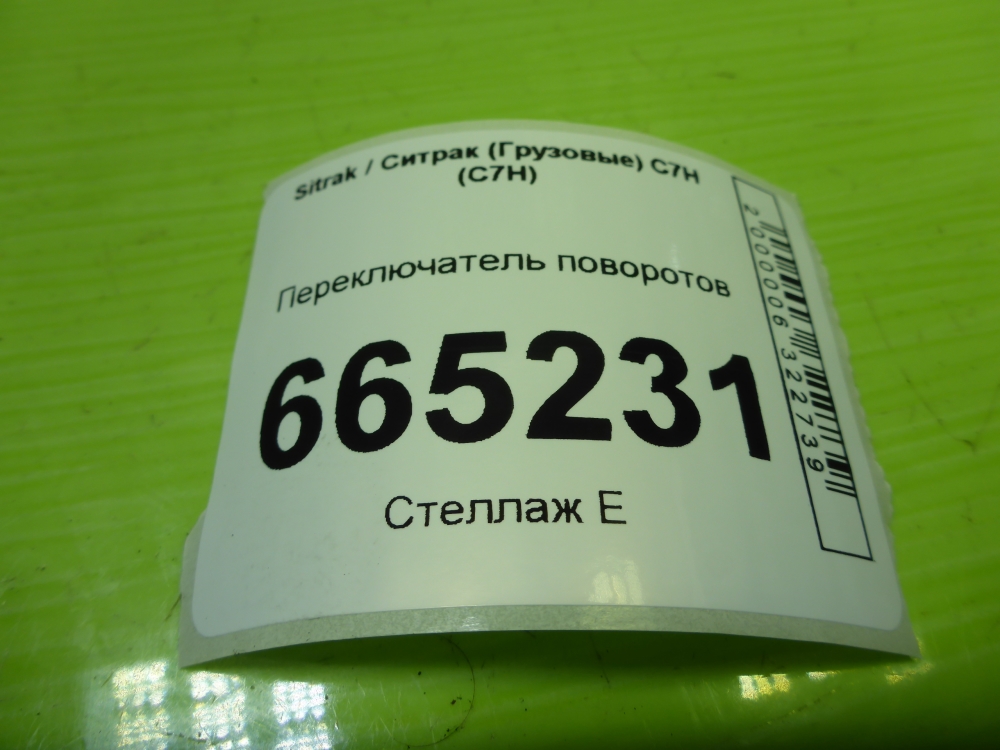 Sitrak / Ситрак (Грузовые) C7H
(C7H)
Переключатель поворотов
665231
Стеллаж Е
2000006322739